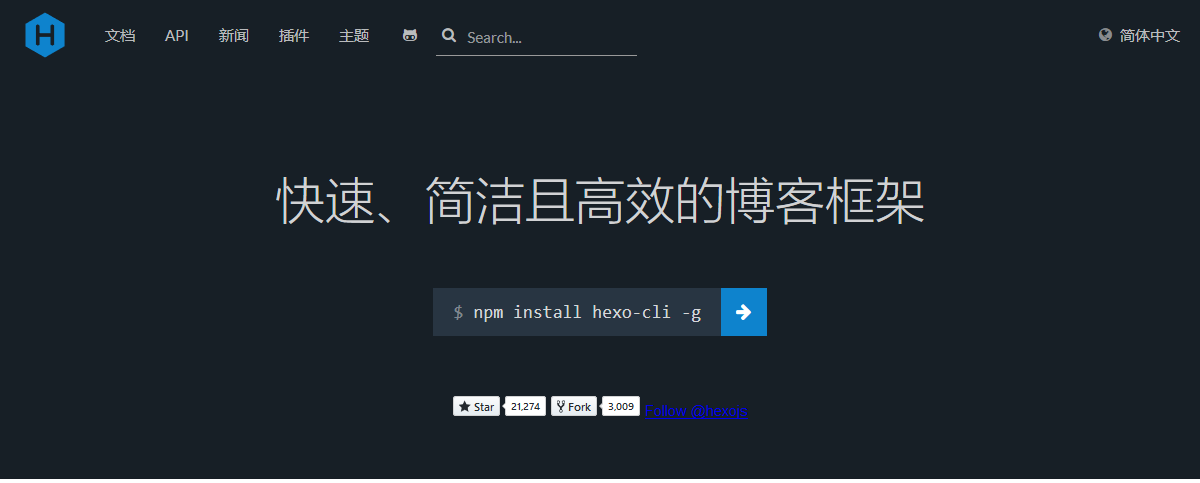 H 文档 API 新闻 插件 主题 Search... 简体中文
快速、简洁且高效的博客框架
$ npm install hexo-cli -g
Star 21,274 Fork 3,009 Follow @hexojs